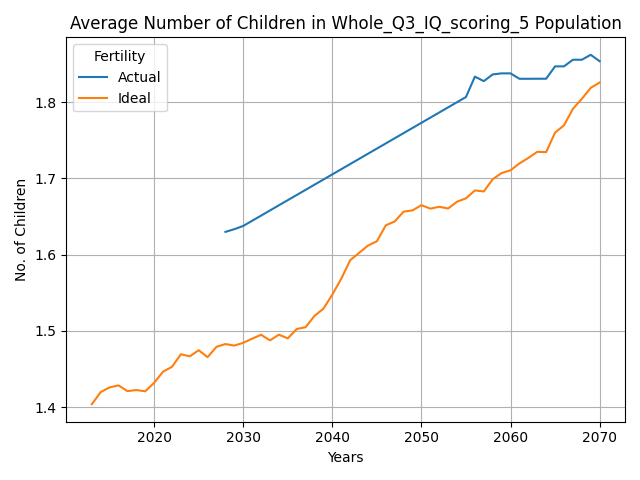 Average Number of Children in Whole_Q3_IQ_scoring_5 Population
Fertility
Actual
Ideal
No. of Children
1.8
1.7
1.6
1.5
1.4
2020 2030 2040 2050 2060 2070
Years